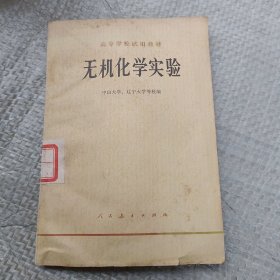 高等学校试用教材
无机化学实验
中山大学、辽宁大学等校编
人民教育出版社